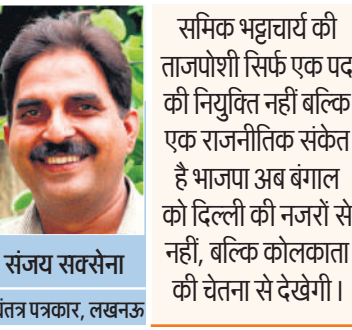 संजय सक्सेना
पत्रकार, लखनऊ
समिक भट्टाचार्य की
ताजपोशी सिर्फ एक पद
की नियुक्ति नहीं बल्कि
एक राजनीतिक संकेत
है भाजपा अब बंगाल
को दिल्ली की नजरों से
नहीं, बल्कि कोलकाता
की चेतना से देखेगी।